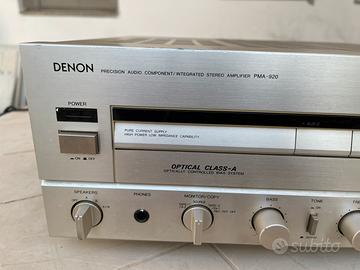 DENON PRECISION AUDIO COMPONENT/INTEGRATED STEREO AMPLIFIER PMA-920
POWER
ON OFF
PURE CURRENT SUPPLY
HIGH POWER LOW IMPEDANCE CAPABILITY
OPTICAL CLASS-A
OPTICALLY CONTROLLED BIAS SYSTEM
SPEAKERS PHONES MONITOR/COPY BASS TONE
SOURCE
subito